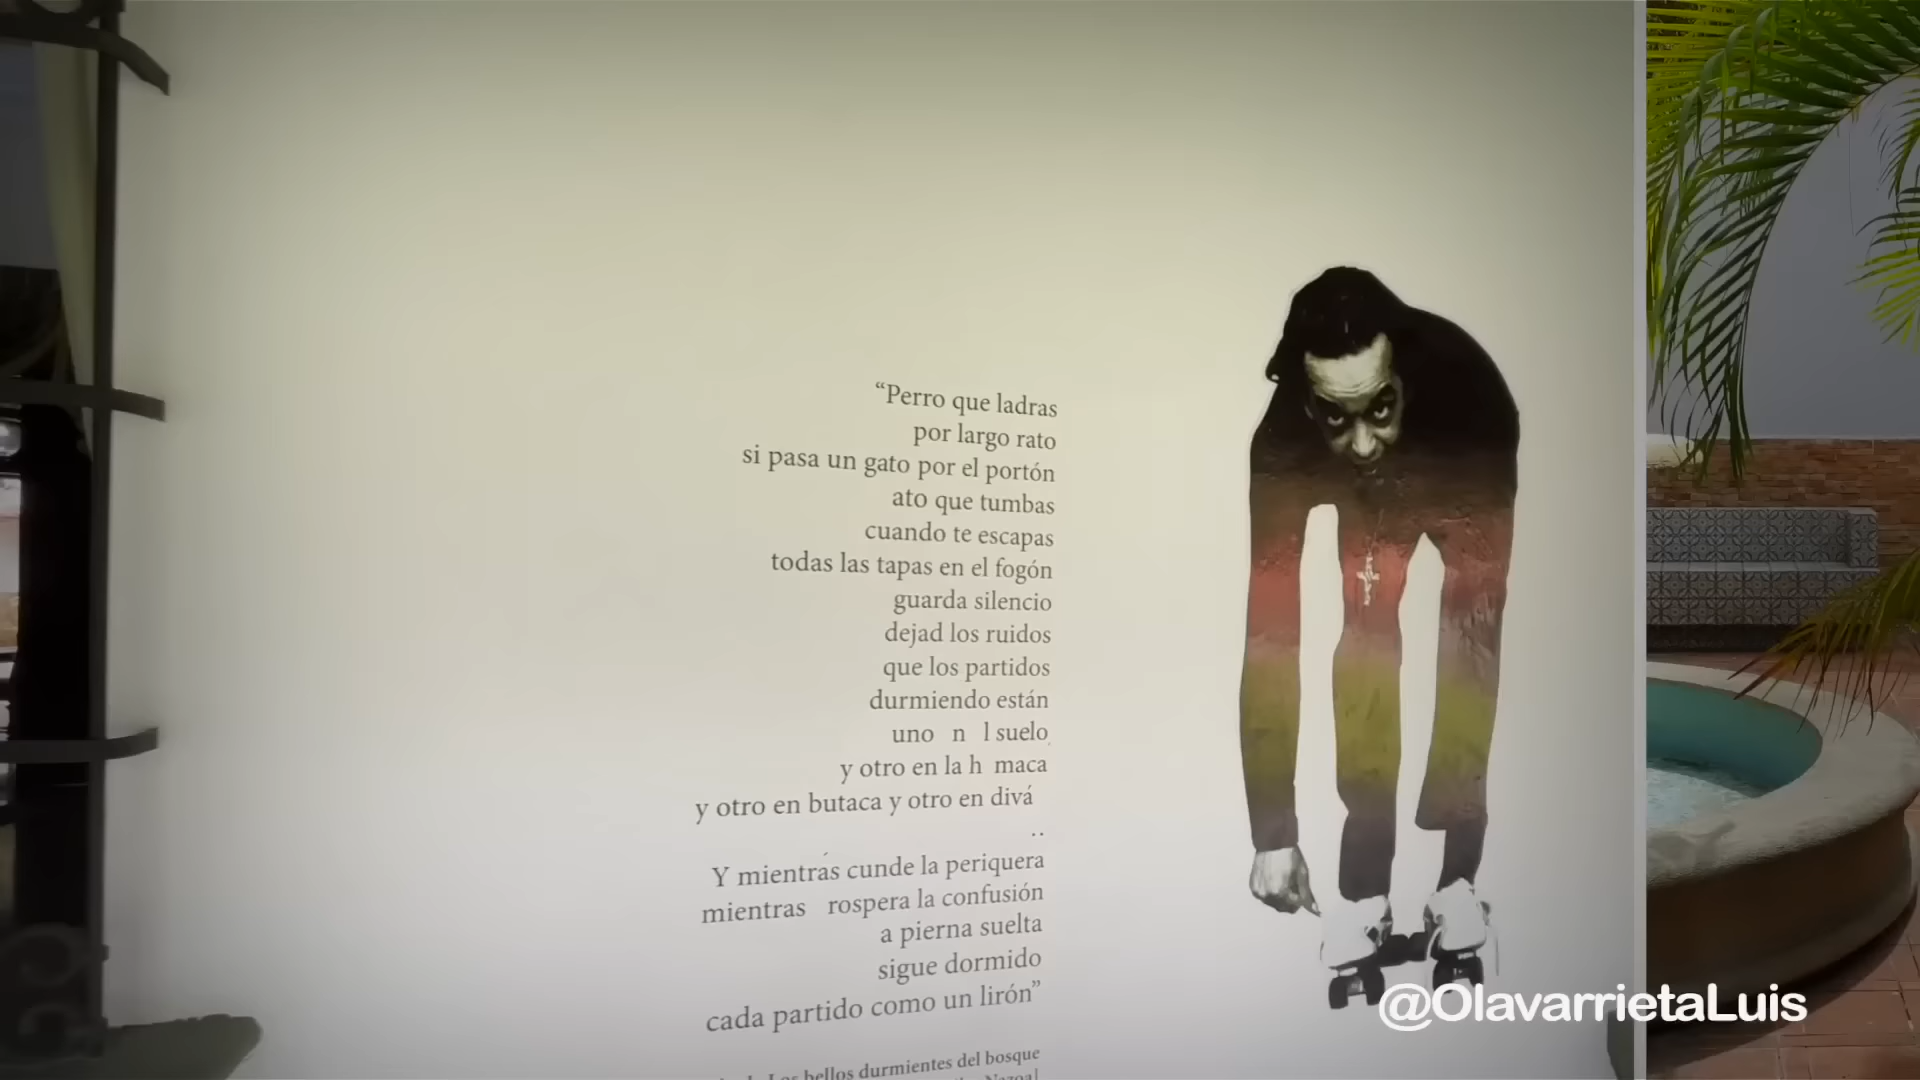 “Perro que ladras
por largo rato
si pasa un gato por el portón
ato que tumbas
cuando te escapas
todas las tapas en el fogón
guarda silencio
dejad los ruidos
que los partidos
durmiendo están
uno n l suelo
y otro en la h maca
y otro en butaca y otro en divá
..
Y mientras cunde la periquera
mientras rospera la confusión
a pierna suelta
sigue dormido
cada partido como un lirón”
Los bellos durmientes del bosque
@OlavarrietaLuis